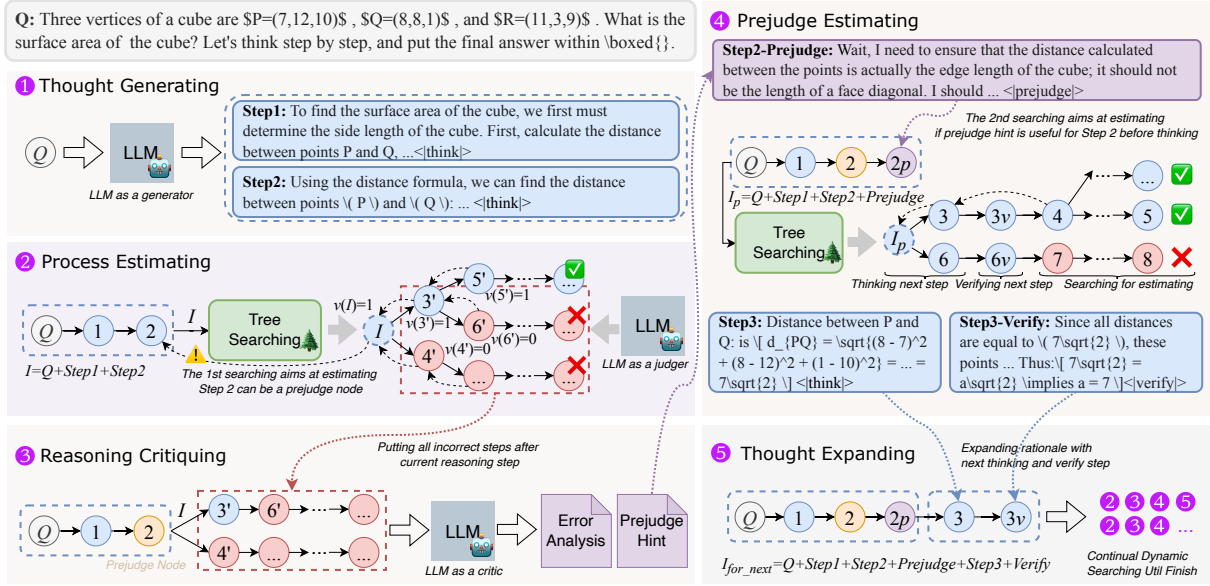 Q: Three vertices of a cube are $P=(7,12,10)$ , $Q=(8,8,1)$ , and $R=(11,3,9)$ . What is the
surface area of the cube? Let's think step by step, and put the final answer within \boxed{}.
1 Thought Generating
Q
LLM
LLM as a generator
Step1: To find the surface area of the cube, we first must
determine the side length of the cube. First, calculate the distance
between points P and Q, ...<|think|>
Step2: Using the distance formula, we can find the distance
between points \( P \) and \( Q \): ... <|think|>
2 Process Estimating
Q
1
2
I
I=Q+Step1+Step2
Tree
Searching
The 1st searching aims at estimating
Step 2 can be a prejudge node
v(I)=1
I
3'
v(3')=1
4'
v(4')=0
5'
v(5')=1
6'
v(6')=0
...
...
...
...
LLM
LLM as a judger
3 Reasoning Critiquing
Putting all incorrect steps after
current reasoning step
Q
1
2
Prejudge Node
I
3'
6'
...
4'
...
...
LLM
LLM as a critic
Error
Analysis
Prejudge
Hint
4 Prejudge Estimating
Step2-Prejudge: Wait, I need to ensure that the distance calculated
between the points is actually the edge length of the cube; it should not
be the length of a face diagonal. I should ... <|prejudge|>
The 2nd searching aims at estimating
if prejudge hint is useful for Step 2 before thinking
Q
1
2
2p
Ip=Q+Step1+Step2+Prejudge
Tree
Searching
Ip
3
3v
4
...
5
6
6v
7
8
Thinking next step
Verifying next step
Searching for estimating
Step3: Distance between P and
Q: is \[ d_{PQ} = \sqrt{(8 - 7)^2
+ (8 - 12)^2 + (1 - 10)^2} = ... =
7\sqrt{2} \] <|think|>
Step3-Verify: Since all distances
are equal to \( 7\sqrt{2} \), these
points ... Thus:\[ 7\sqrt{2} =
a\sqrt{2} \implies a = 7 \]<|verify|>
5 Thought Expanding
Expanding rationale with
next thinking and verify step
Q
1
2
2p
3
3v
Ifor_next=Q+Step1+Step2+Prejudge+Step3+Verify
2 3 4 5
2 3 4 ...
Continual Dynamic
Searching Util Finish